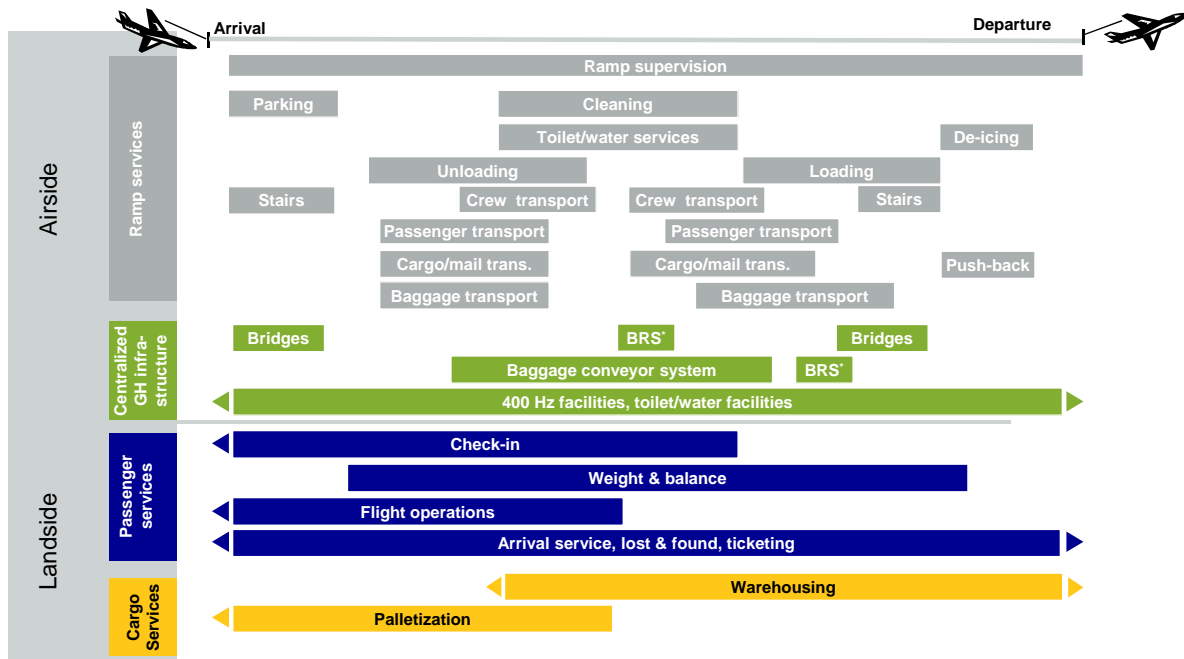 Arrival
Departure
Airside
Ramp services
Ramp supervision
Parking
Cleaning
Toilet/water services
De-icing
Unloading
Loading
Stairs
Crew transport
Crew transport
Stairs
Passenger transport
Passenger transport
Cargo/mail trans.
Cargo/mail trans.
Push-back
Baggage transport
Baggage transport
Centralized
GH infra-
structure
Bridges
BRS*
Bridges
Baggage conveyor system
BRS*
400 Hz facilities, toilet/water facilities
Landside
Passenger
services
Check-in
Weight & balance
Flight operations
Arrival service, lost & found, ticketing
Cargo
Services
Warehousing
Palletization